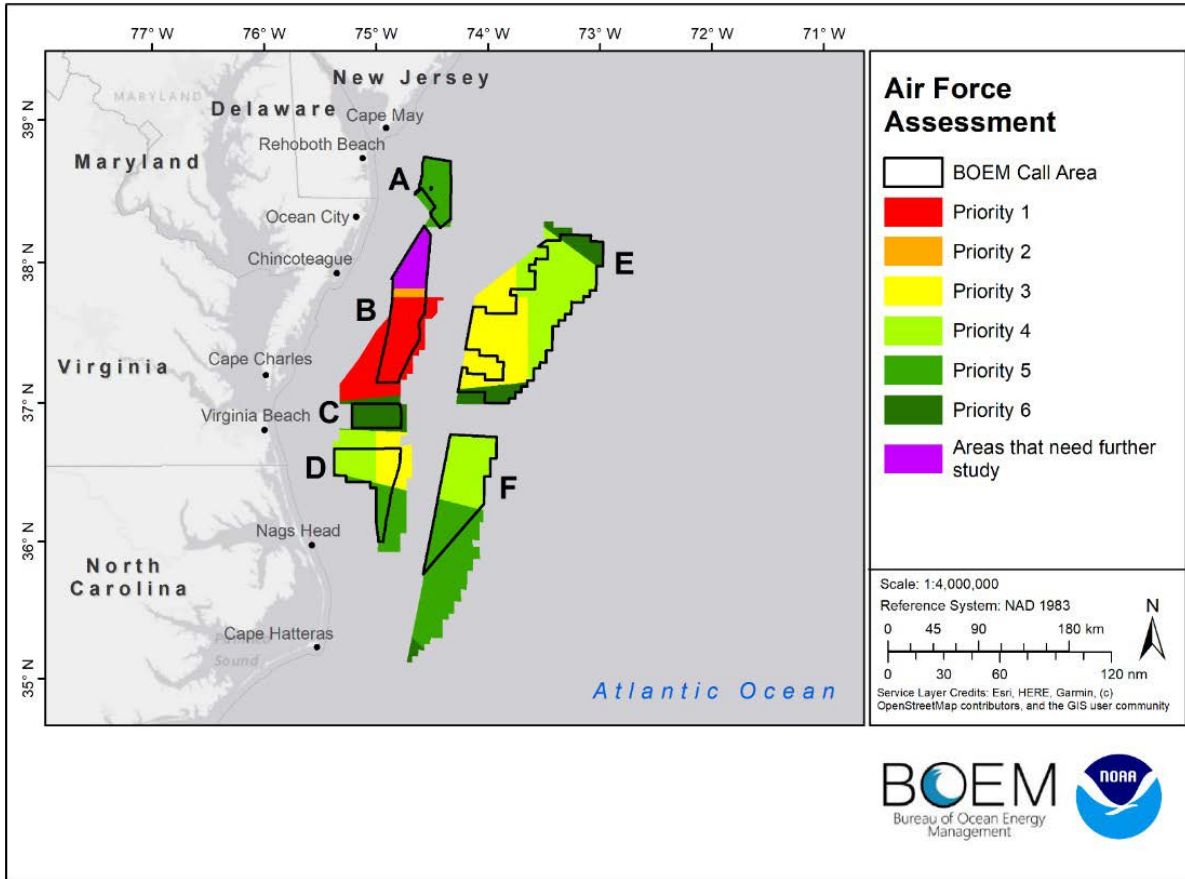 77° W 76° W 75° W 74° W 73° W 72° W 71° W
39° N
38° N
37° N
36° N
35° N
New Jersey
MARYLAND
Delaware
Cape May
Rehoboth Beach
Maryland
A
Ocean City
Chincoteague
E
B
Cape Charles
Virginia
C
Virginia Beach
D
F
Nags Head
North
Carolina
Cape Hatteras
Sound
Atlantic Ocean
Air Force
Assessment
BOEM Call Area
Priority 1
Priority 2
Priority 3
Priority 4
Priority 5
Priority 6
Areas that need further
study
Scale: 1:4,000,000
Reference System: NAD 1983
N
0 45 90 180 km
0 30 60 120 nm
Service Layer Credits: Esri, HERE, Garmin, (c)
OpenStreetMap contributors, and the GIS user community
BOEM
Bureau of Ocean Energy
Management
NOAA